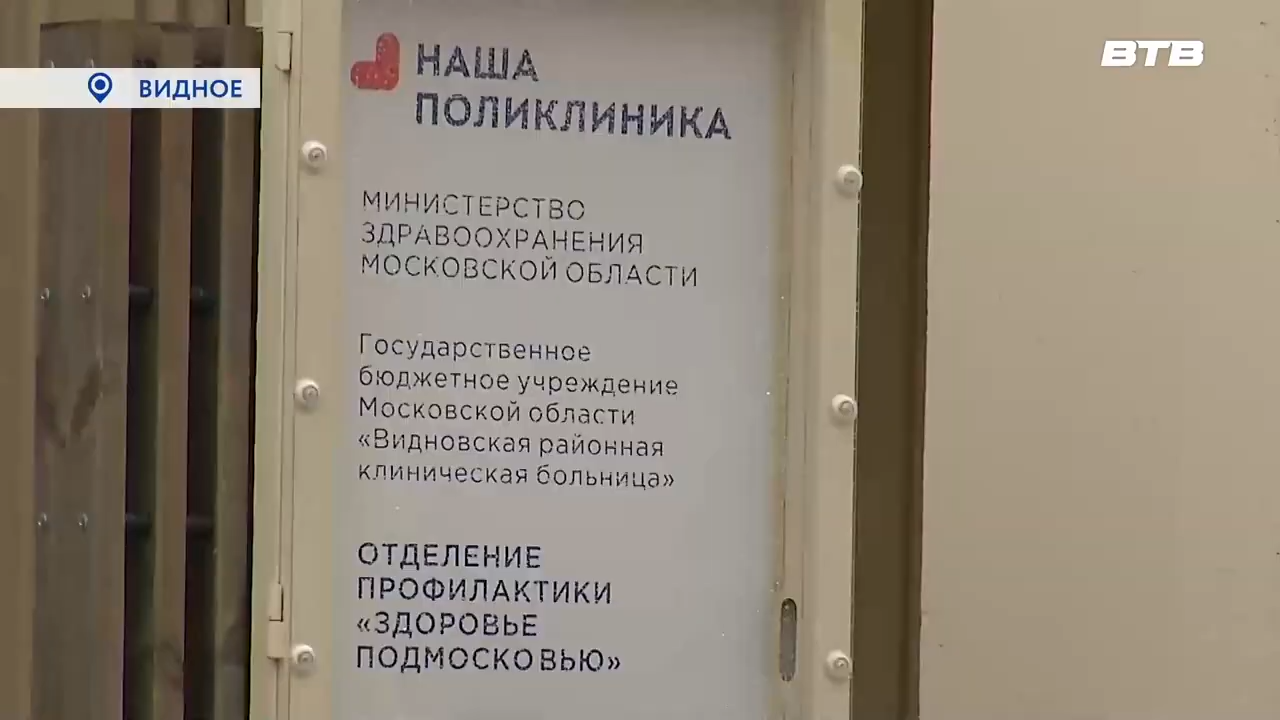 ВИДНОЕ
ВТВ
НАША
ПОЛИКЛИНИКА
МИНИСТЕРСТВО
ЗДРАВООХРАНЕНИЯ
МОСКОВСКОЙ ОБЛАСТИ
Государственное
бюджетное учреждение
Московской области
«Видновская районная
клиническая больница»
ОТДЕЛЕНИЕ
ПРОФИЛАКТИКИ
«ЗДОРОВЬЕ
ПОДМОСКОВЬЮ»